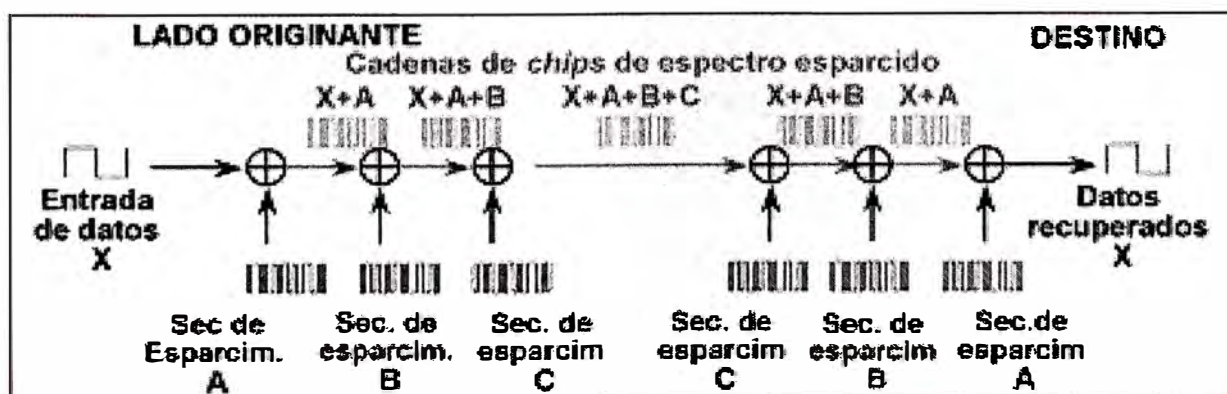 LADO ORIGINANTE
DESTINO
Cadenas de chips de espectro esparcido
X+A X+A+B X+A+B+C X+A+B X+A
Entrada
de datos
X
Datos
recuperados
X
Sec de
Esparcim.
A
Sec. de
esparcim.
B
Sec. de
esparcim
C
Sec. de
esparcim
C
Sec. de
esparcim
B
Sec.de
esparcim
A